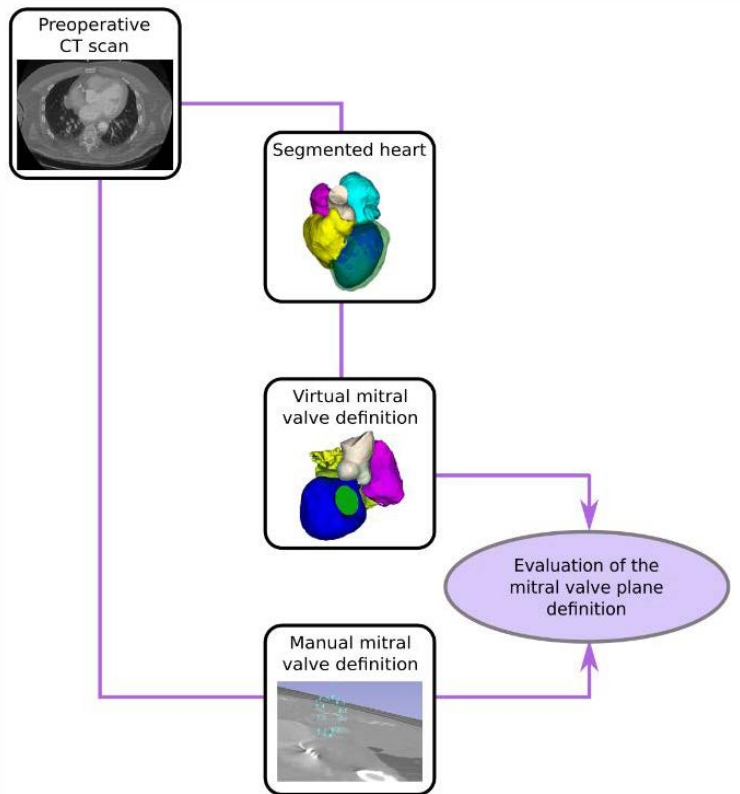 Preoperative
CT scan
Segmented heart
Virtual mitral
valve definition
Evaluation of the
mitral valve plane
definition
Manual mitral
valve definition